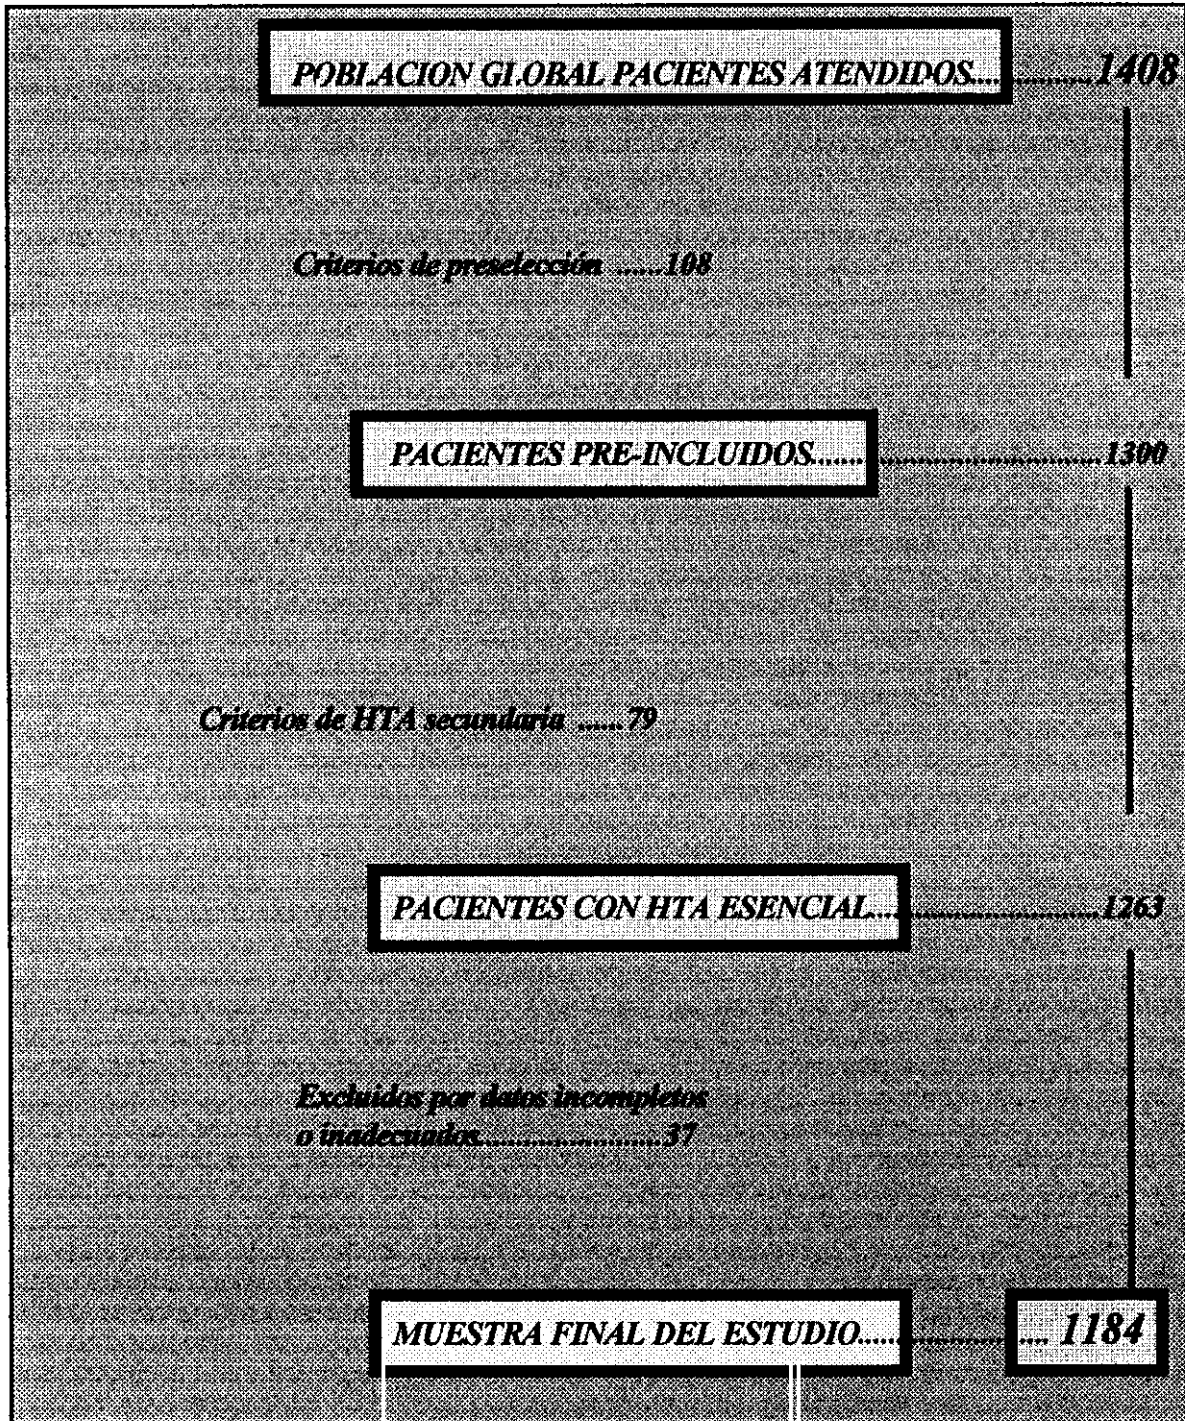 POBLACION GLOBAL PACIENTES ATENDIDOS..............1408
Criterios de preselección ......108
PACIENTES PRE-INCLUIDOS..............................1300
Criterios de HTA secundaria ......79
PACIENTES CON HTA ESENCIAL.............................1263
Excluidos por datos incompletos
o inadecuados.........................37
MUESTRA FINAL DEL ESTUDIO........................ 1184